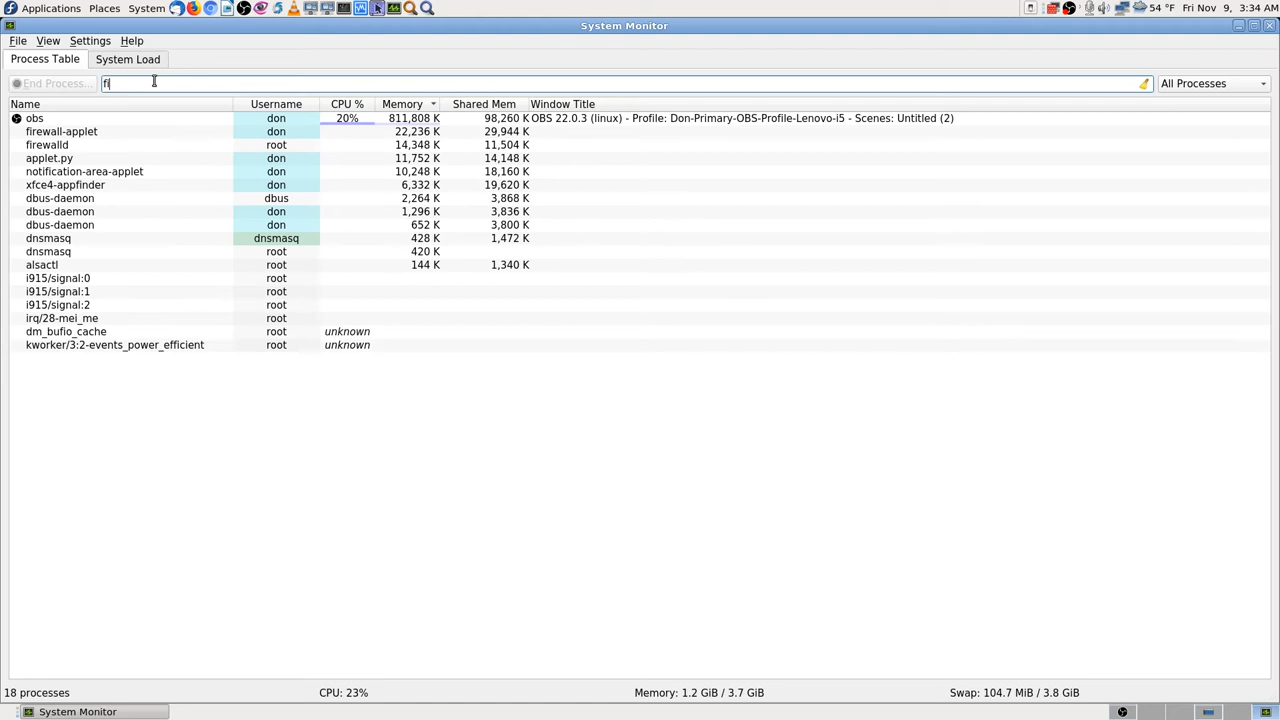 Applications Places System 54 °F Fri Nov 9, 3:34 AM
System Monitor
File View Settings Help
Process Table System Load
End Process... fi All Processes
Name Username CPU % Memory Shared Mem Window Title
obs don 20% 811,808 K 98,260 K OBS 22.0.3 (linux) - Profile: Don-Primary-OBS-Profile-Lenovo-i5 - Scenes: Untitled (2)
firewall-applet don 22,236 K 29,944 K
firewalld root 14,348 K 11,504 K
applet.py don 11,752 K 14,148 K
notification-area-applet don 10,248 K 18,160 K
xfce4-appfinder don 6,332 K 19,620 K
dbus-daemon dbus 2,264 K 3,868 K
dbus-daemon don 1,296 K 3,836 K
dbus-daemon don 652 K 3,800 K
dnsmasq dnsmasq 428 K 1,472 K
dnsmasq root 420 K
alsactl root 144 K 1,340 K
i915/signal:0 root
i915/signal:1 root
i915/signal:2 root
irq/28-mei_me root
dm_bufio_cache root unknown
kworker/3:2-events_power_efficient root unknown
18 processes CPU: 23% Memory: 1.2 GiB / 3.7 GiB Swap: 104.7 MiB / 3.8 GiB
System Monitor